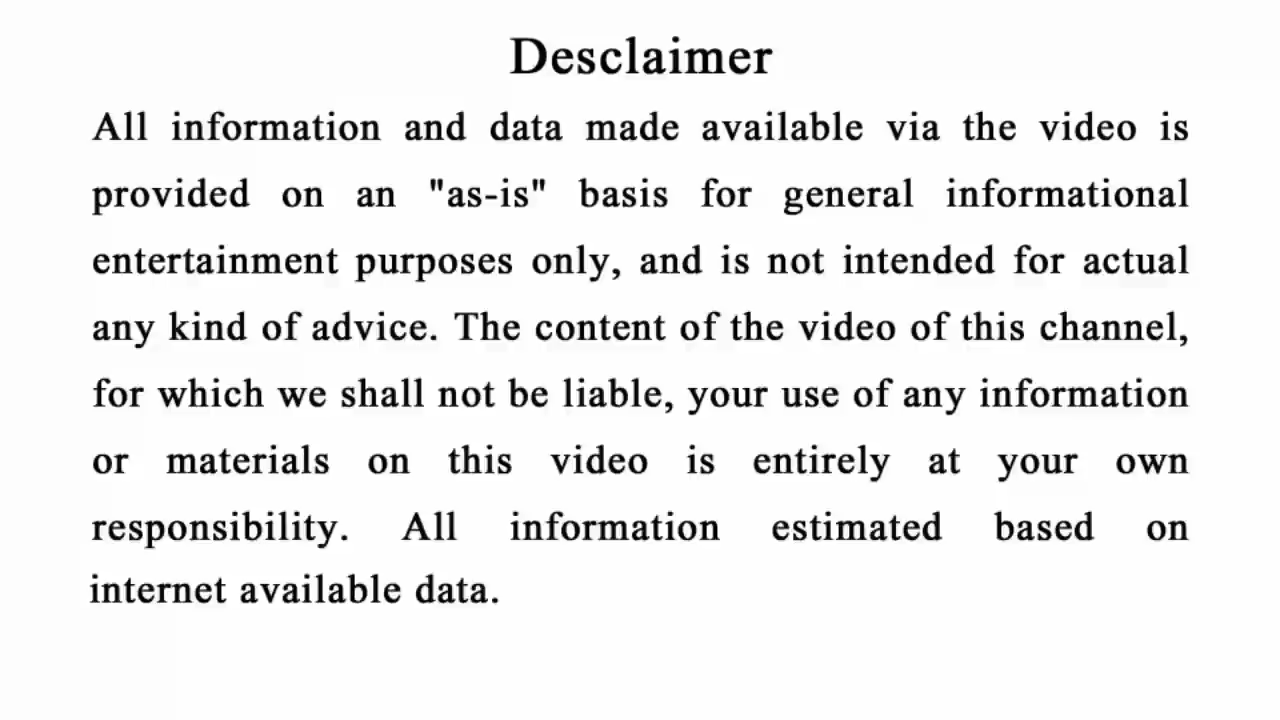 Desclaimer
All information and data made available via the video is
provided on an "as-is" basis for general informational
entertainment purposes only, and is not intended for actual
any kind of advice. The content of the video of this channel,
for which we shall not be liable, your use of any information
or materials on this video is entirely at your own
responsibility. All information estimated based on
internet available data.